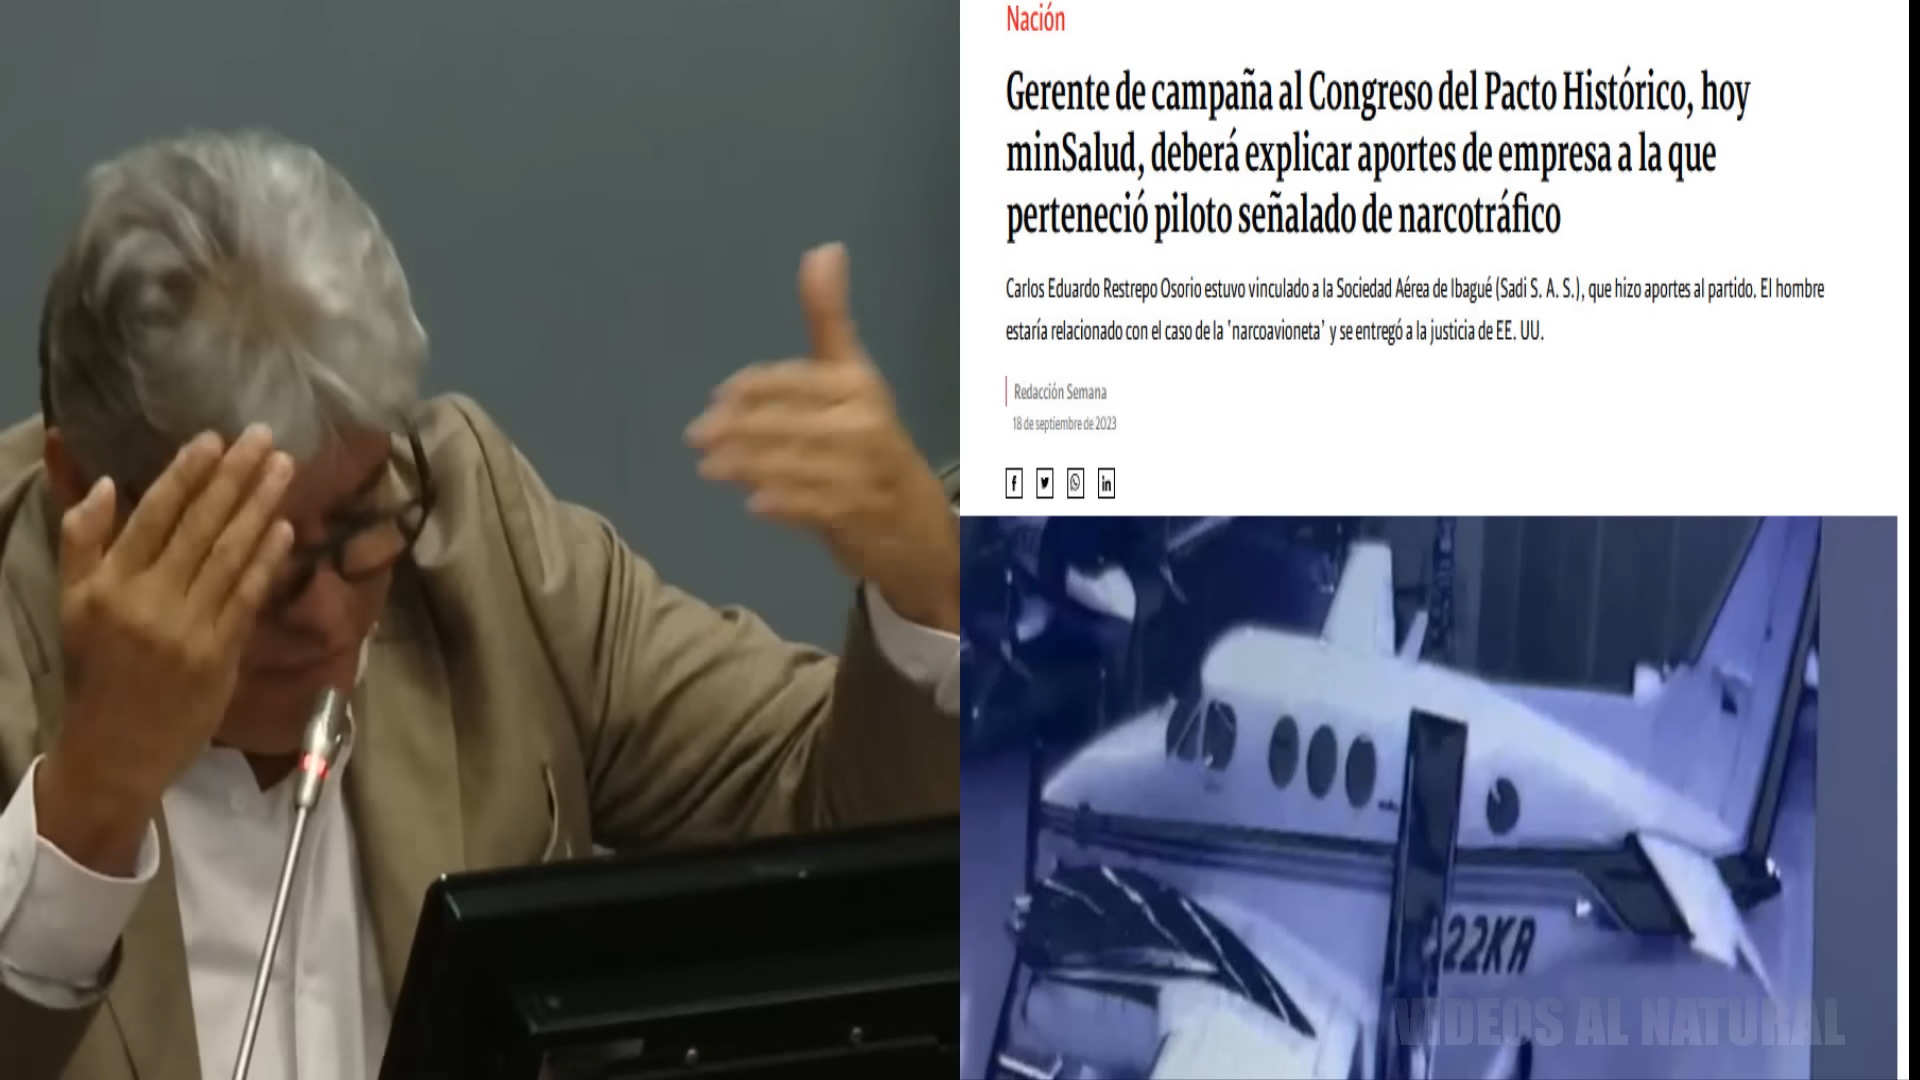 Nación
Gerente de campaña al Congreso del Pacto Histórico, hoy
minSalud, deberá explicar aportes de empresa a la que
perteneció piloto señalado de narcotráfico
Carlos Eduardo Restrepo Osorio estuvo vinculado a la Sociedad Aérea de Ibagué (Sadi S. A. S.), que hizo aportes al partido. El hombre
estaría relacionado con el caso de la 'narcoavioneta' y se entregó a la justicia de EE. UU.
Redacción Semana
18 de septiembre de 2023
22KA
VIDEOS AL NATURAL